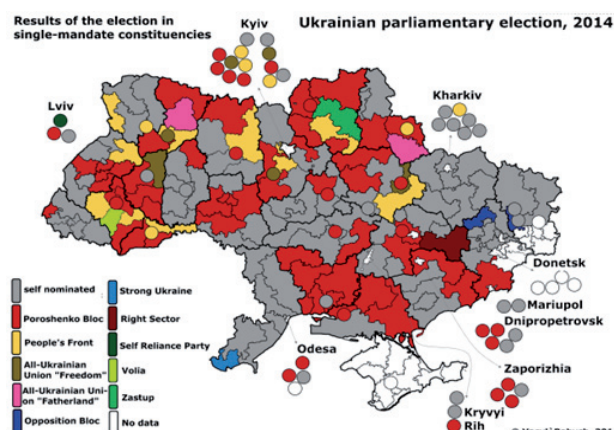 Results of the election in
single-mandate constituencies
Kyiv
Ukrainian parliamentary election, 2014
Lviv
Kharkiv
Donetsk
Mariupol
Dnipropetrovsk
Zaporizhia
Kryvyi
Rih
Odesa
self nominated
Poroshenko Bloc
People's Front
All-Ukrainian
Union "Freedom"
All-Ukrainian Uni-
on "Fatherland"
Opposition Bloc
Strong Ukraine
Right Sector
Self Reliance Party
Volia
Zastup
No data